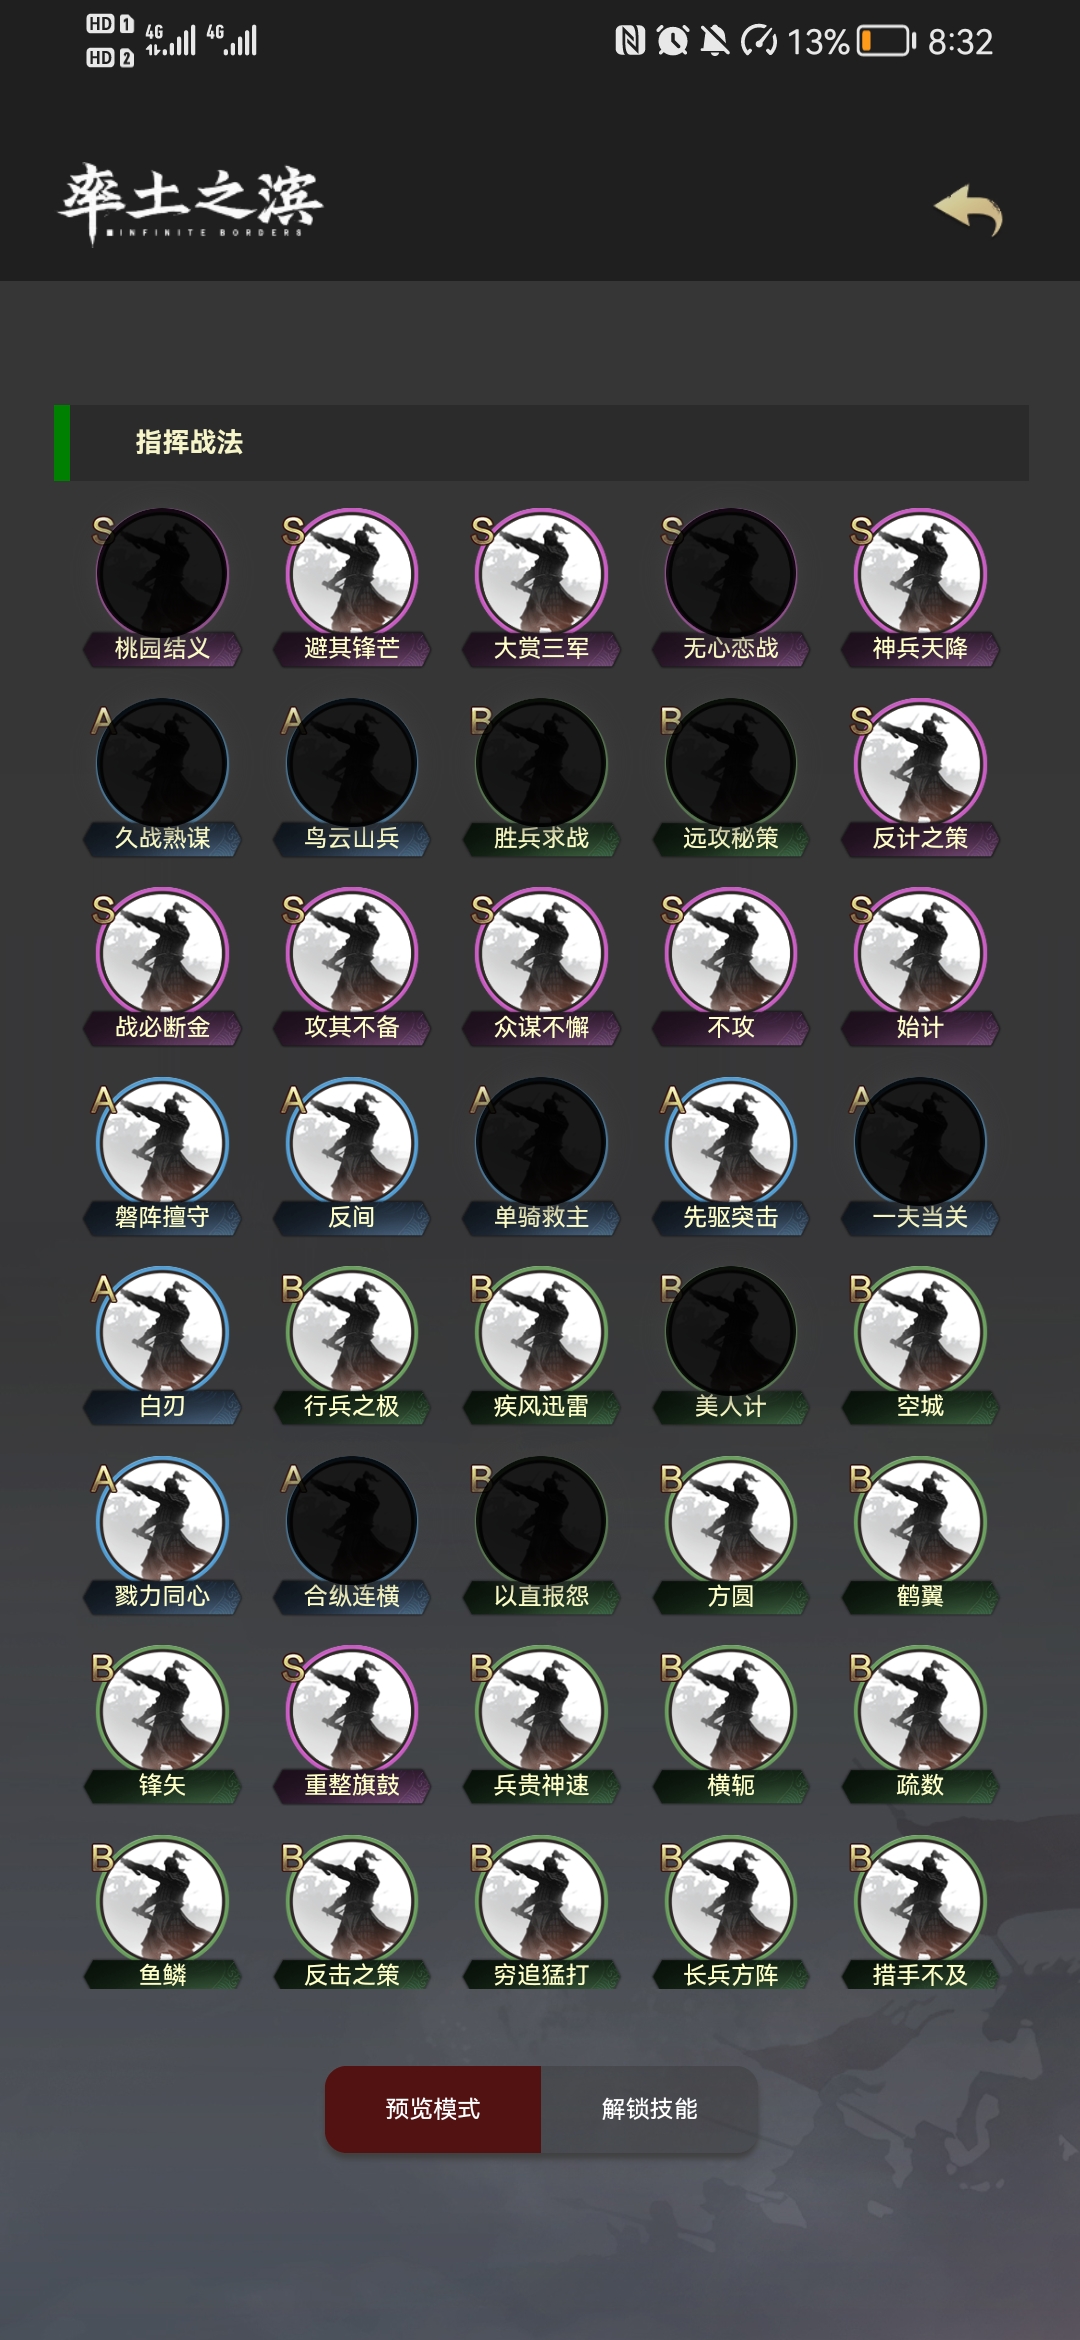 HD 1 4G 4G 13% 8:32
HD 2
率土之滨
INFINITE BORDERS
指挥战法
S S S S S
桃园结义 避其锋芒 大赏三军 无心恋战 神兵天降
A A B B S
久战熟谋 鸟云山兵 胜兵求战 远攻秘策 反计之策
S S S S S
战必断金 攻其不备 众谋不懈 不攻 始计
A A A A A
磐阵擅守 反间 单骑救主 先驱突击 一夫当关
A B B B B
白刃 行兵之极 疾风迅雷 美人计 空城
A A B B B
戮力同心 合纵连横 以直报怨 方圆 鹤翼
B S B B B
锋矢 重整旗鼓 兵贵神速 横轭 疏数
B B B B B
鱼鳞 反击之策 穷追猛打 长兵方阵 措手不及
预览模式 解锁技能